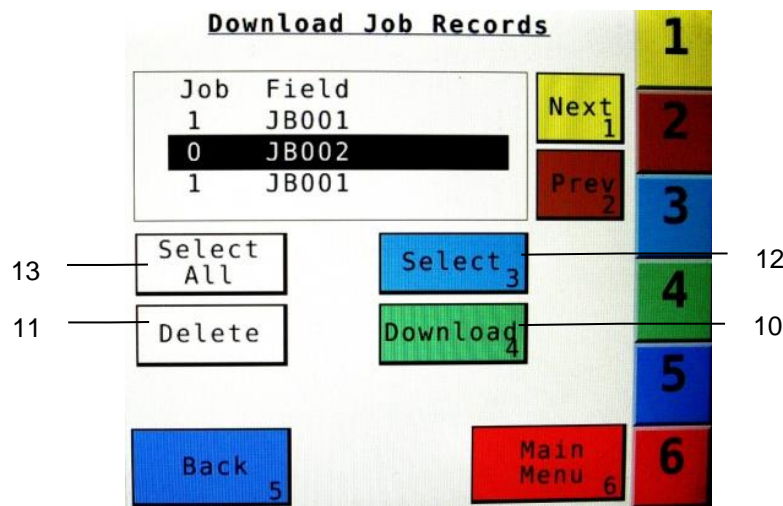 Download Job Records
1
Job Field
1 JB001
0 JB002
1 JB001
Next
1
Prev
2
2
3
Select
All
Select
3
13
12
4
Delete
Download
4
11
10
5
Back
5
Main
Menu
6
6